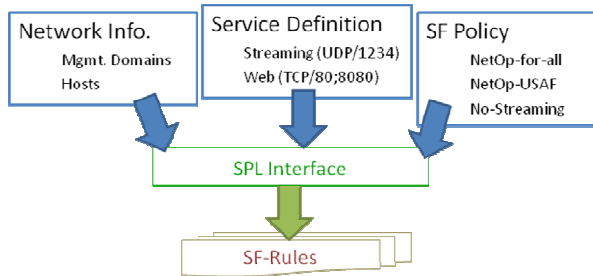 Network Info.
Mgmt. Domains
Hosts
Service Definition
Streaming (UDP/1234)
Web (TCP/80;8080)
SF Policy
NetOp-for-all
NetOp-USAF
No-Streaming
SPL Interface
SF-Rules